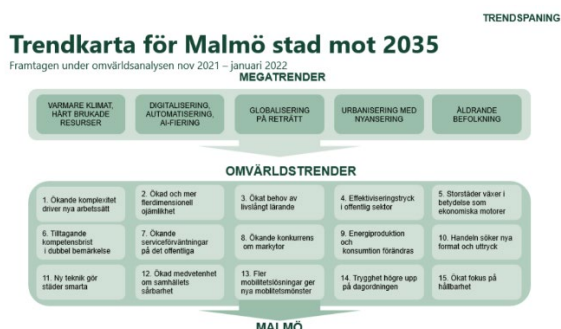 TRENDSPANING
Trendkarta för Malmö stad mot 2035
Framtagen under omvärldsanalysen nov 2021 – januari 2022
MEGATRENDER
VARMARE KLIMAT,
HÅRT BRUKADE
RESURSER
DIGITALISERING,
AUTOMATISERING,
AI-FIERING
GLOBALISERING
PÅ RETRÄTT
URBANISERING MED
NYANSERING
ÅLDRANDE
BEFOLKNING
OMVÄRLDSTRENDER
1. Ökande komplexitet
driver nya arbetssätt
2. Ökad och mer
flerdimensionell
ojämlikhet
3. Ökat behov av
livslångt lärande
4. Effektiviseringstryck
i offentlig sektor
5. Storstäder växer i
betydelse som
ekonomiska motorer
6. Tilltagande
kompetensbrist
i dubbel bemärkelse
7. Ökande
serviceförväntningar
på det offentliga
8. Ökande konkurrens
om markytor
9. Energiproduktion
och
konsumtion förändras
10. Handeln söker nya
format och uttryck
11. Ny teknik gör
städer smarta
12. Ökad medvetenhet
om samhällets
sårbarhet
13. Fler
mobilitetslösningar ger
nya moblitetsmönster
14. Trygghet högre upp
på dagordningen
15. Ökat fokus på
hållbarhet
MALMÖ